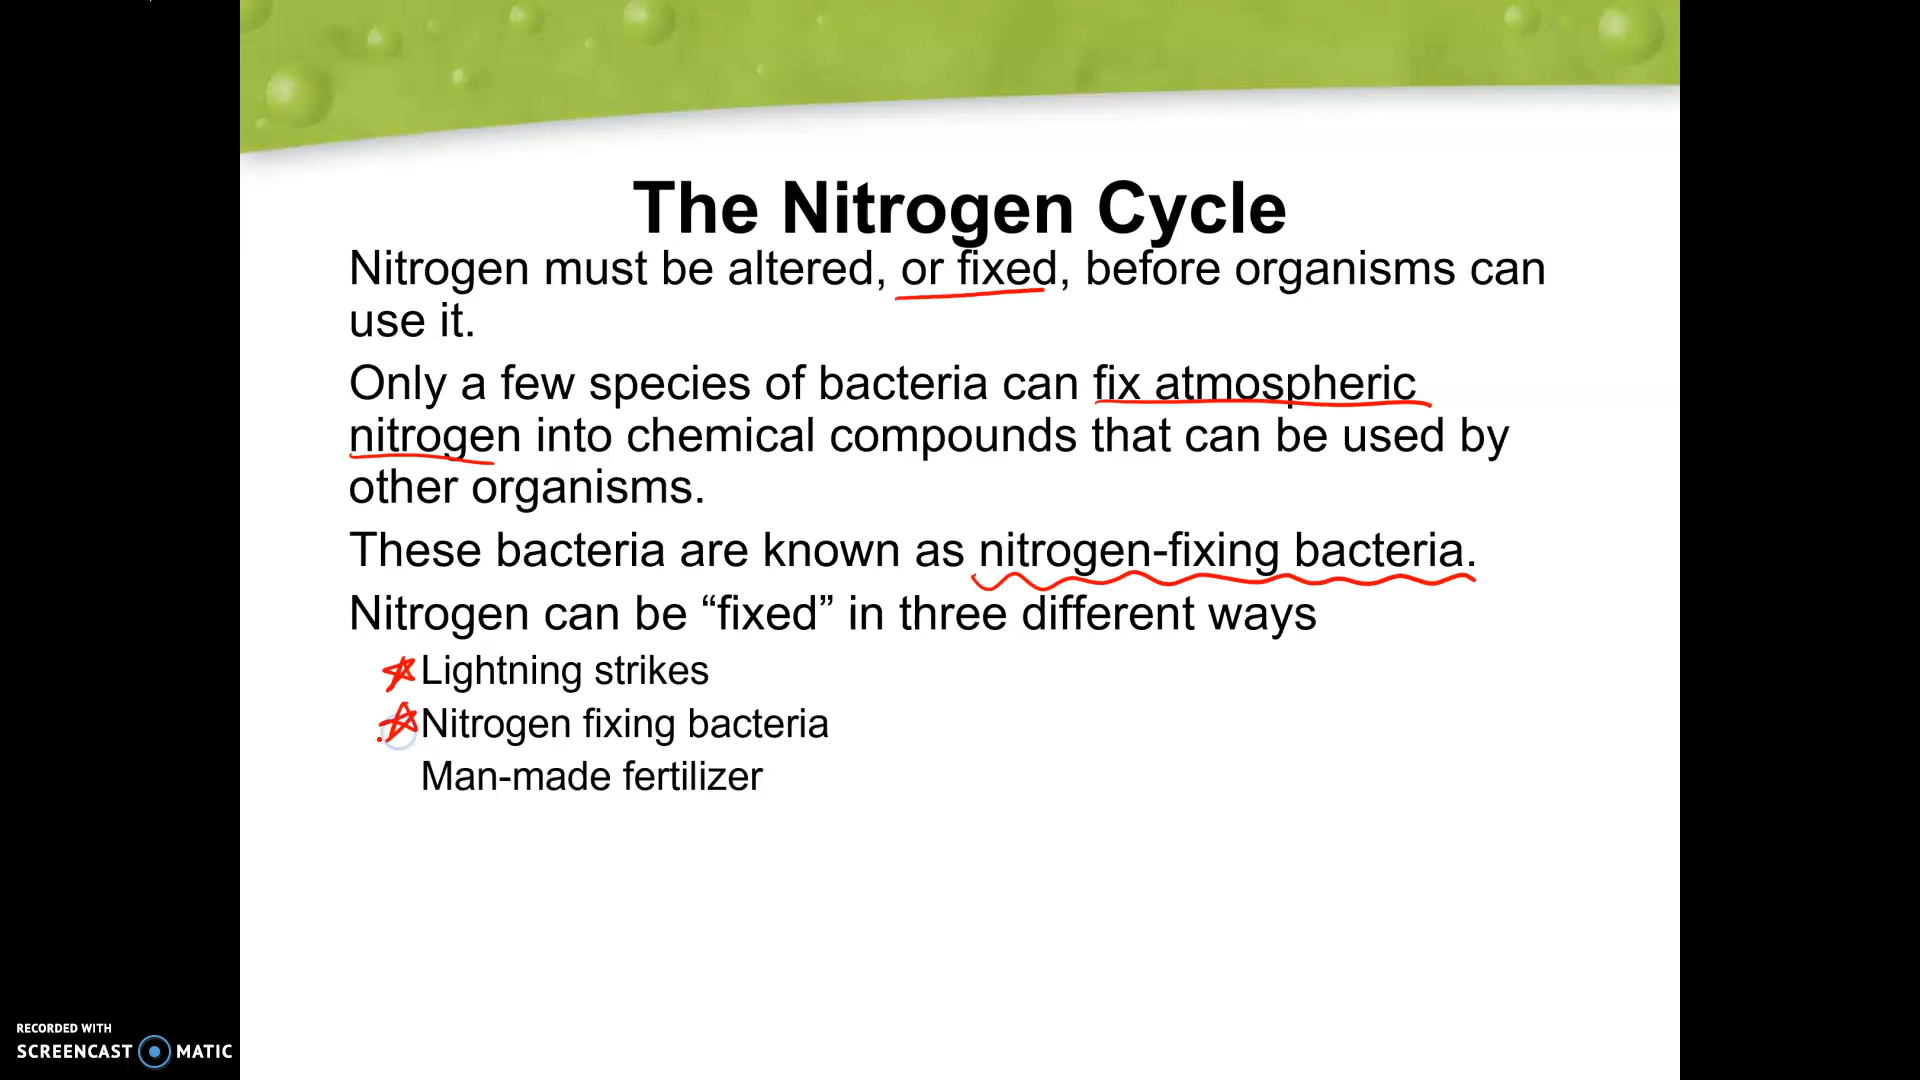 The Nitrogen Cycle
Nitrogen must be altered, or fixed, before organisms can
use it.
Only a few species of bacteria can fix atmospheric
nitrogen into chemical compounds that can be used by
other organisms.
These bacteria are known as nitrogen-fixing bacteria.
Nitrogen can be “fixed” in three different ways
Lightning strikes
Nitrogen fixing bacteria
Man-made fertilizer
RECORDED WITH
SCREENCAST MATIC